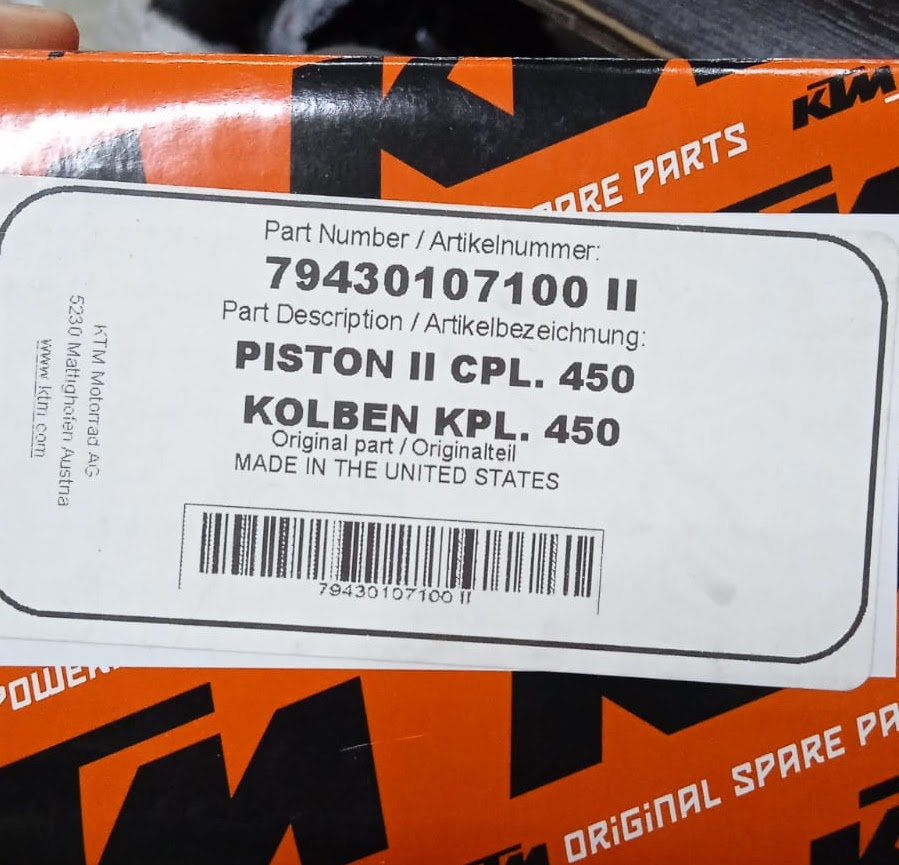 KTM
SPARE PARTS
Part Number / Artikelnummer:
79430107100 II
Part Description / Artikelbezeichnung:
PISTON II CPL. 450
KOLBEN KPL. 450
Original part / Originalteil
MADE IN THE UNITED STATES
79430107100 II
KTM Motorrad AG
5230 Mattighofen Austria
www.ktm.com
ORiGiNAL SPARE PA